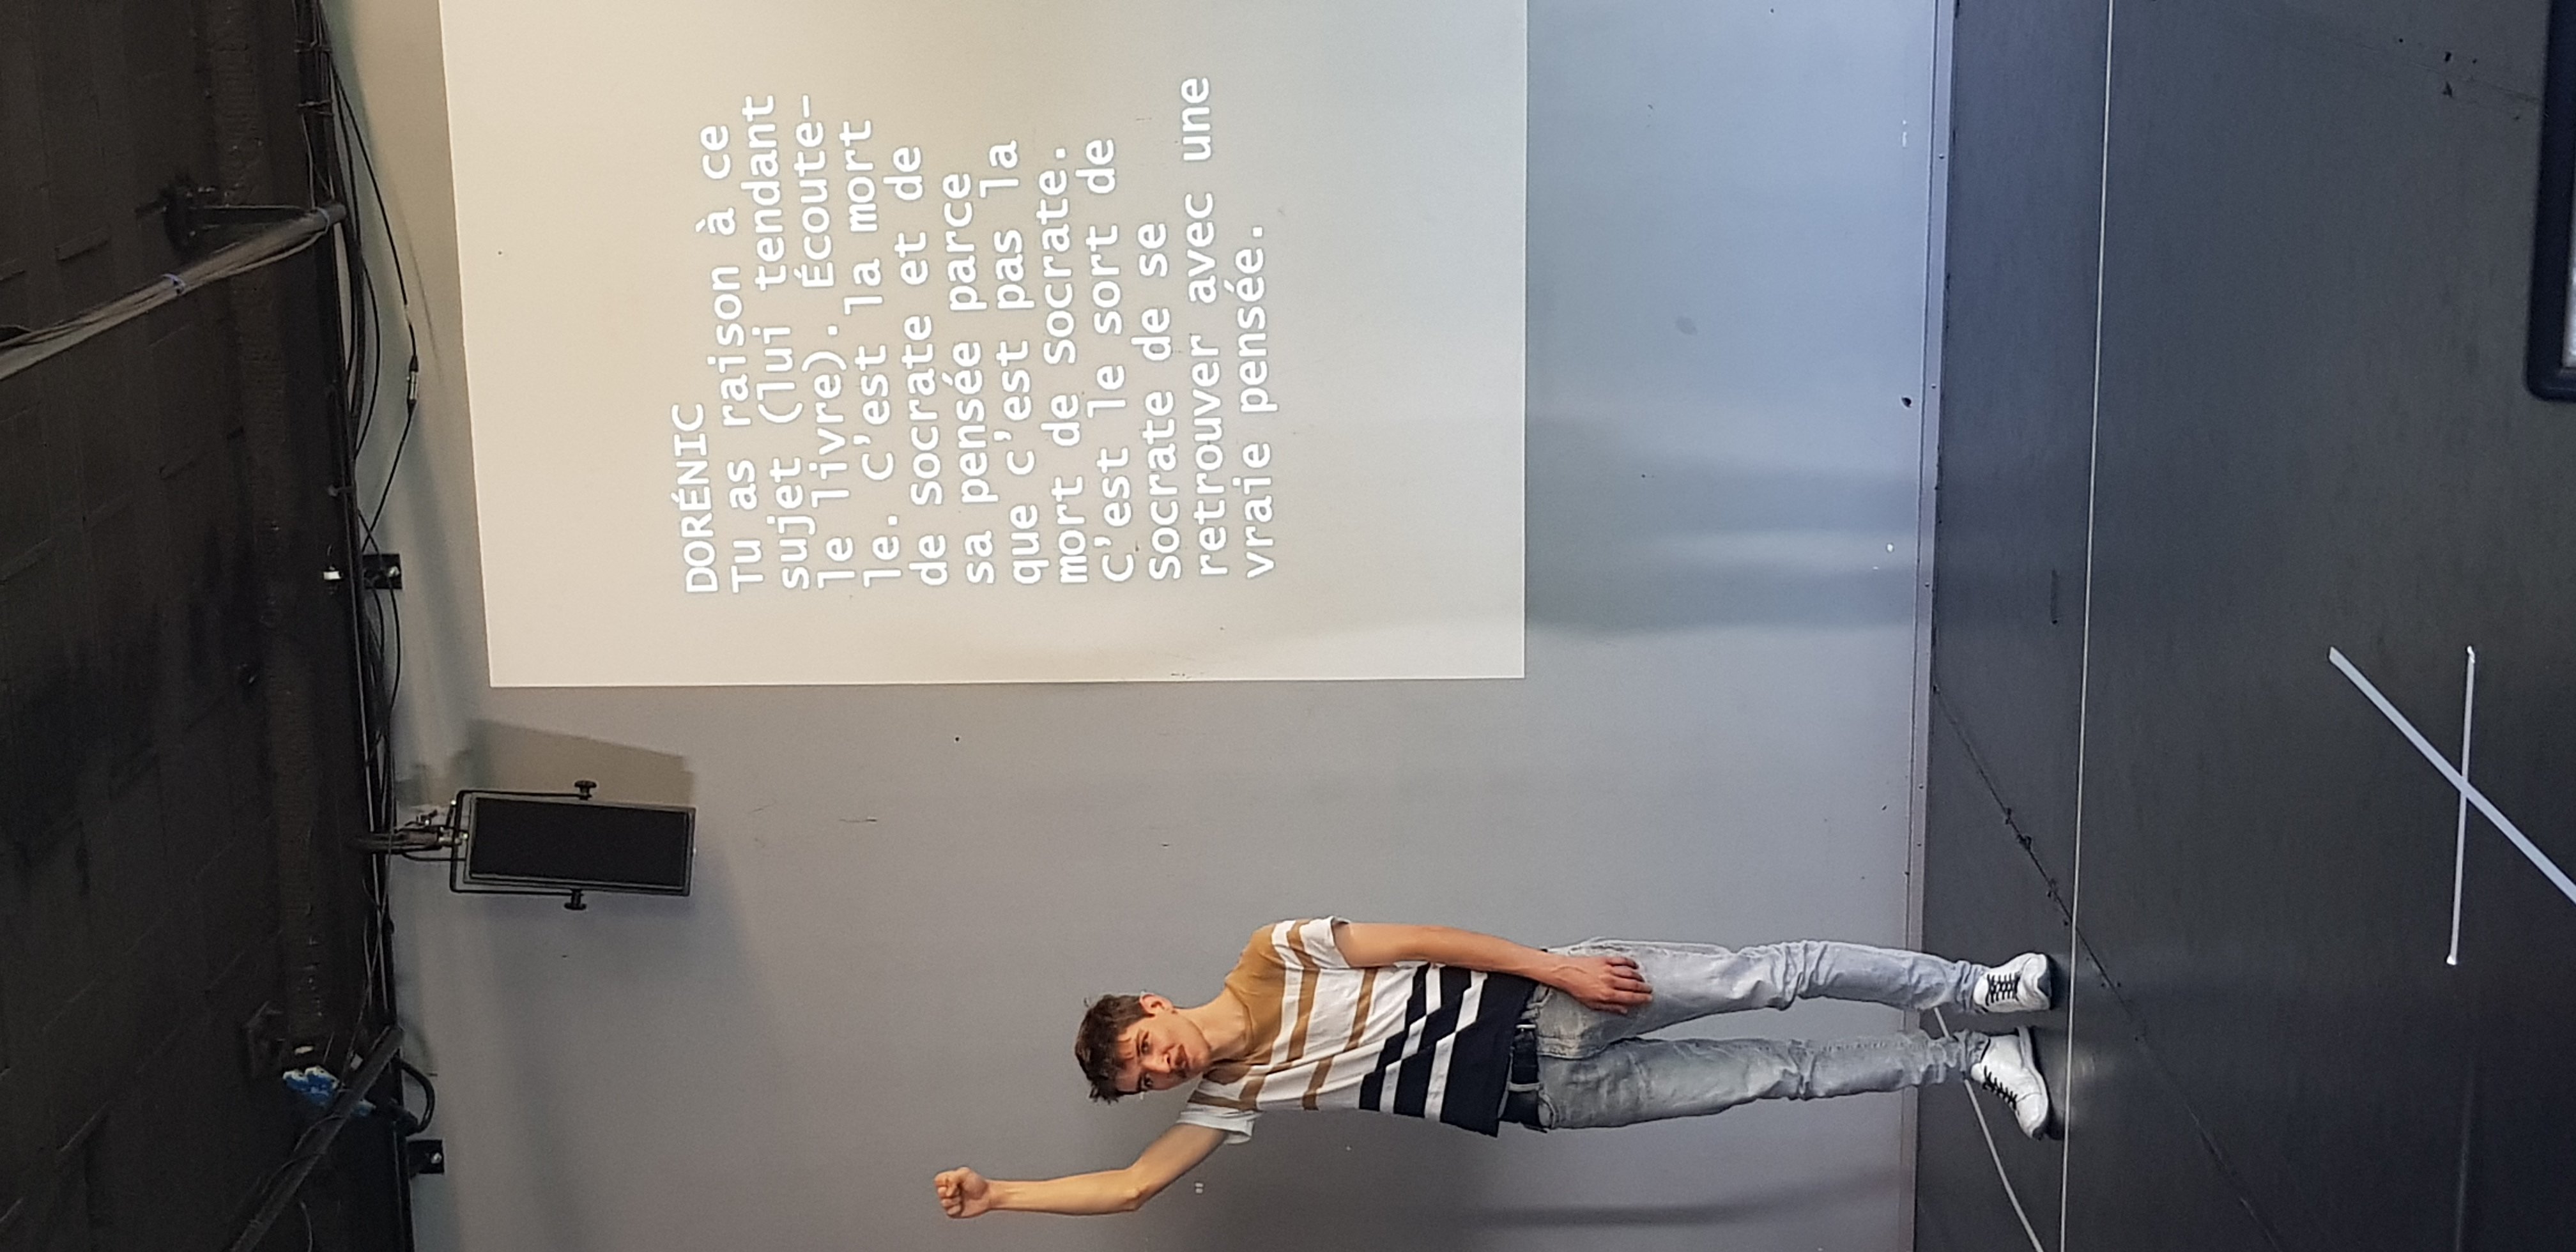 DORÉNIC
Tu as raison à ce
sujet (lui tendant
le livre). Écoute-
le. C'est la mort
de Socrate et de
sa pensée parce
que c'est pas la
mort de Socrate.
C'est le sort de
Socrate de se
retrouver avec une
vraie pensée.